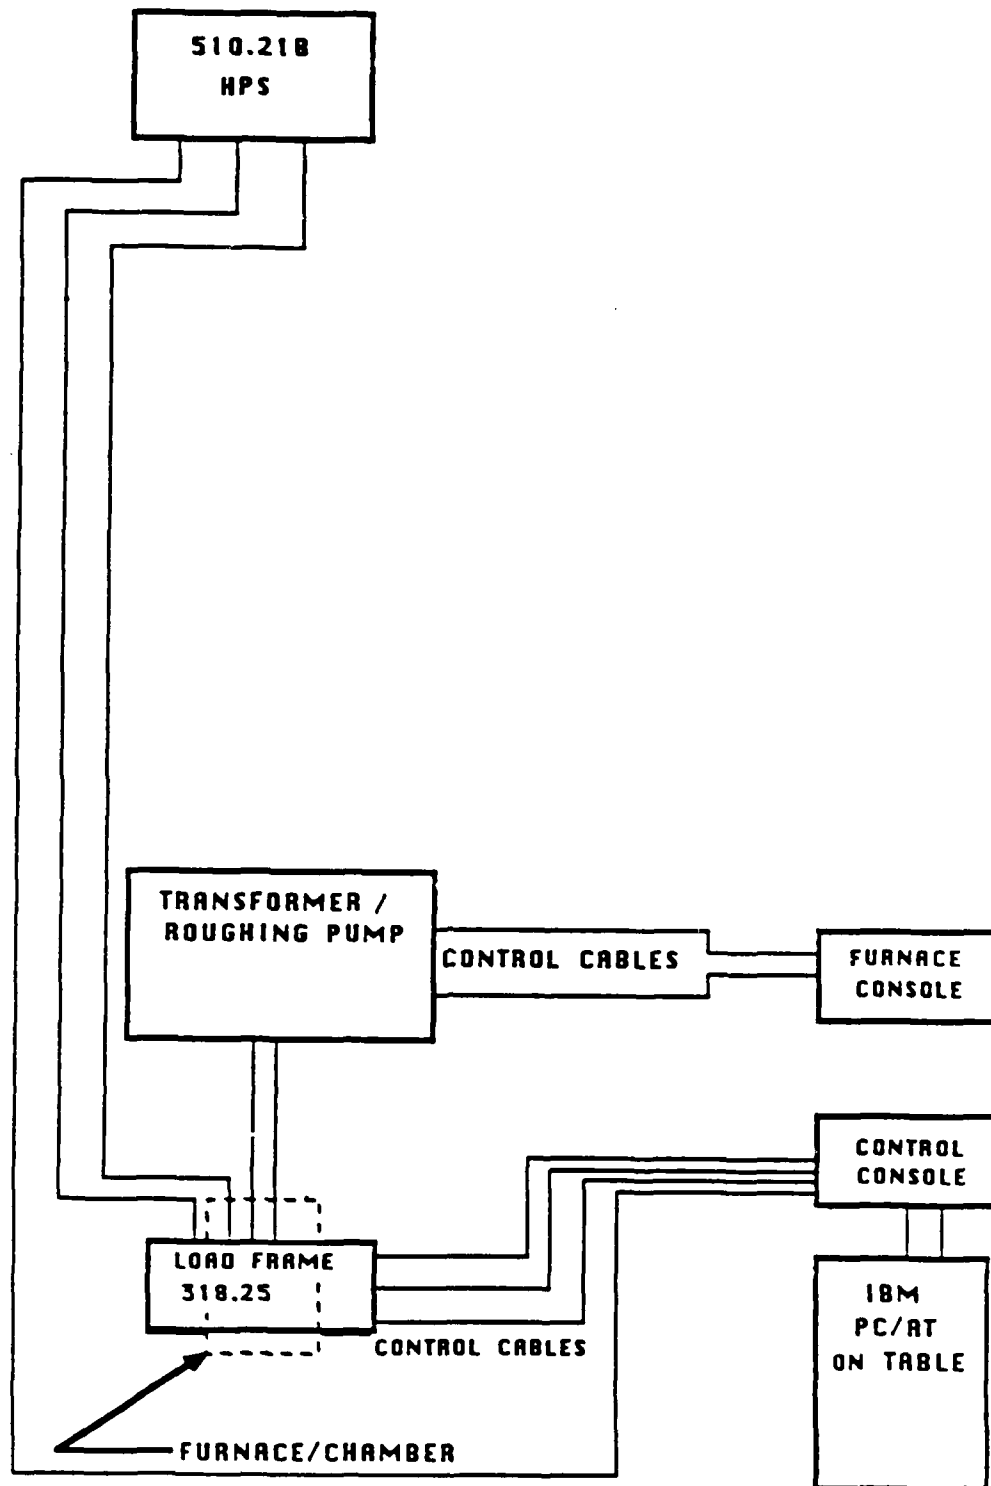 510.21B
HPS
TRANSFORMER /
ROUGHING PUMP
CONTROL CABLES
FURNACE
CONSOLE
CONTROL
CONSOLE
LOAD FRAME
318.25
CONTROL CABLES
IBM
PC/AT
ON TABLE
FURNACE/CHAMBER